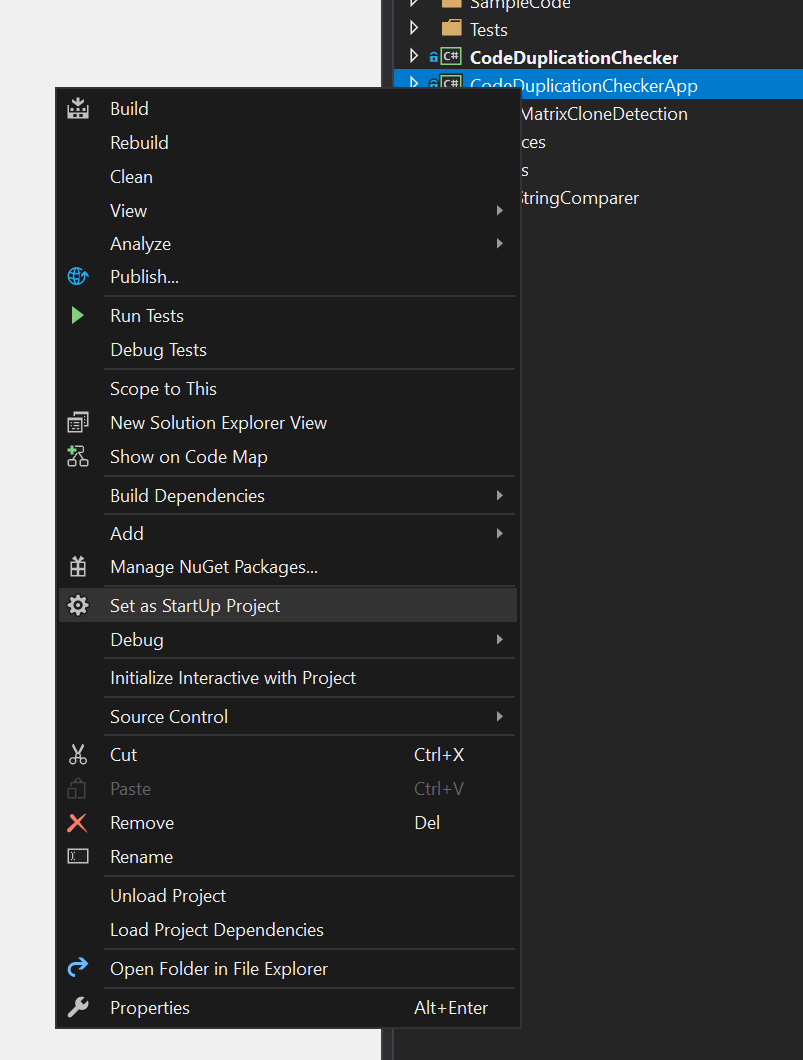 SampleCode
Tests
C# CodeDuplicationChecker
C# CodeDuplicationCheckerApp
MatrixCloneDetection
ces
s
StringComparer
Build
Rebuild
Clean
View
Analyze
Publish...
Run Tests
Debug Tests
Scope to This
New Solution Explorer View
Show on Code Map
Build Dependencies
Add
Manage NuGet Packages...
Set as StartUp Project
Debug
Initialize Interactive with Project
Source Control
Cut Ctrl+X
Paste Ctrl+V
Remove Del
Rename
Unload Project
Load Project Dependencies
Open Folder in File Explorer
Properties Alt+Enter